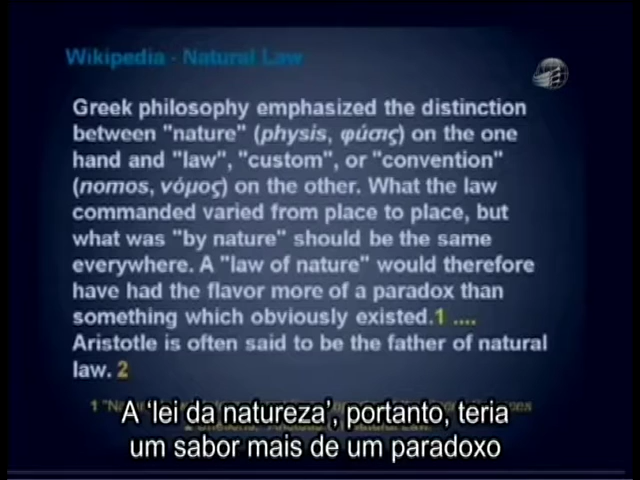 Wikipedia - Natural Law
Greek philosophy emphasized the distinction
between "nature" (physis, φύσις) on the one
hand and "law", "custom", or "convention"
(nomos, νόμος) on the other. What the law
commanded varied from place to place, but
what was "by nature" should be the same
everywhere. A "law of nature" would therefore
have had the flavor more of a paradox than
something which obviously existed.1 ....
Aristotle is often said to be the father of natural
law. 2
A ‘lei da natureza’, portanto, teria
um sabor mais de um paradoxo